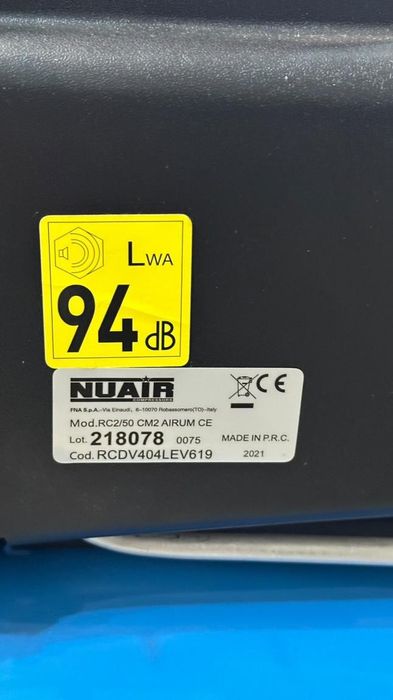 LWA
94 dB
NUAIR
COMPRESSORS
FNA S.p.A.-Via Einaudi, 6-10070 Robassomero(TO)-Italy
Mod.RC2/50 CM2 AIRUM CE
Lot. 218078 0075 MADE IN P.R.C.
Cod. RCDV404LEV619 2021
CE